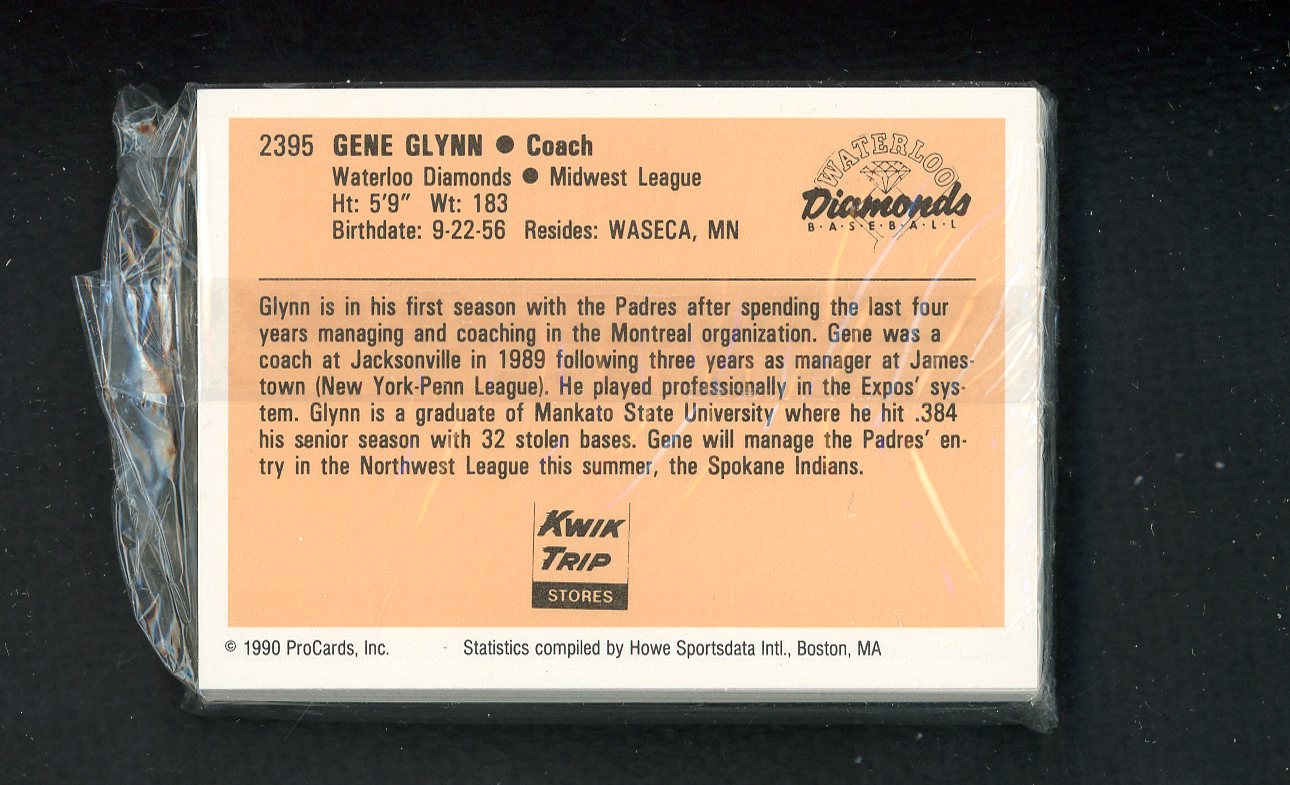 2395 GENE GLYNN ● Coach
Waterloo Diamonds ● Midwest League
Ht: 5'9" Wt: 183
Birthdate: 9-22-56 Resides: WASECA, MN
WATERLOO
Diamonds
B·A·S·E·B·A·L·L
Glynn is in his first season with the Padres after spending the last four
years managing and coaching in the Montreal organization. Gene was a
coach at Jacksonville in 1989 following three years as manager at James-
town (New York-Penn League). He played professionally in the Expos' sys-
tem. Glynn is a graduate of Mankato State University where he hit .384
his senior season with 32 stolen bases. Gene will manage the Padres' en-
try in the Northwest League this summer, the Spokane Indians.
KWIK
TRIP
STORES
© 1990 ProCards, Inc. Statistics compiled by Howe Sportsdata Intl., Boston, MA